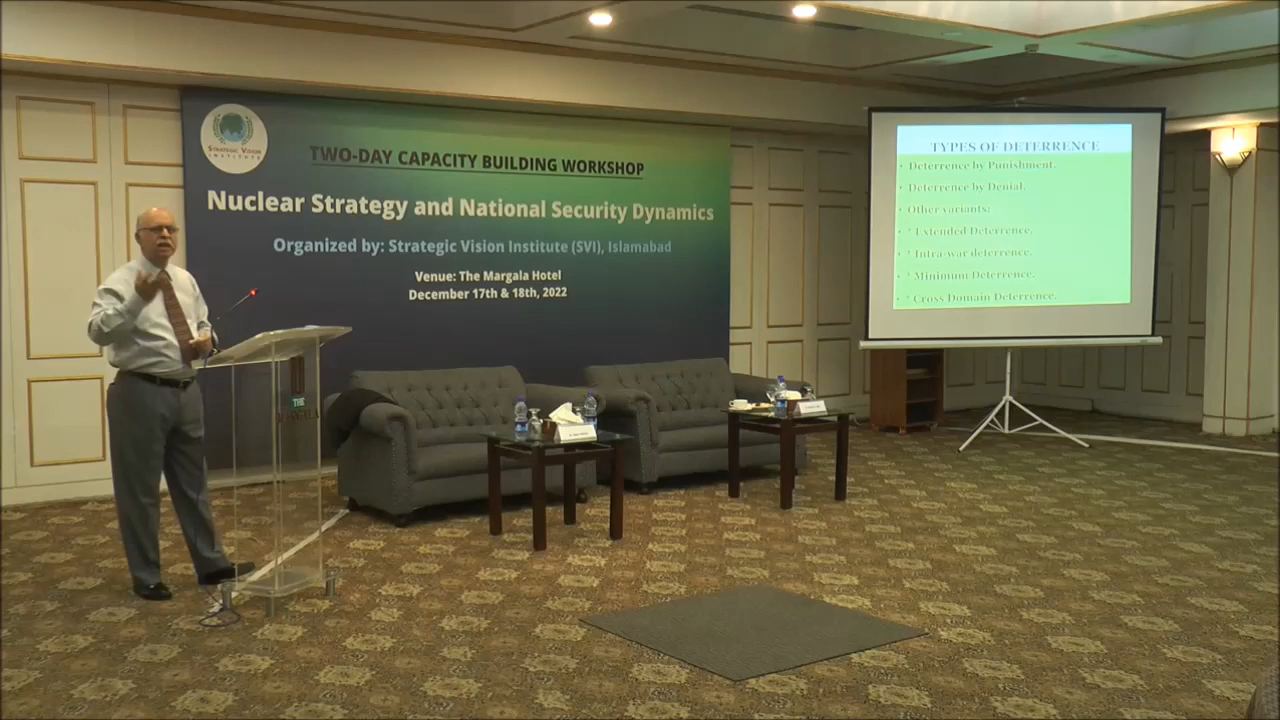 STRATEGIC VISION
INSTITUTE
TWO-DAY CAPACITY BUILDING WORKSHOP
Nuclear Strategy and National Security Dynamics
Organized by: Strategic Vision Institute (SVI), Islamabad
Venue: The Margala Hotel
December 17th & 18th, 2022
TYPES OF DETERRENCE
• Deterrence by Punishment.
• Deterrence by Denial.
• Other variants:
• * Extended Deterrence,
• * Intra-war deterrence.
• * Minimum Deterrence.
• * Cross Domain Deterrence.
THE
MARGALA